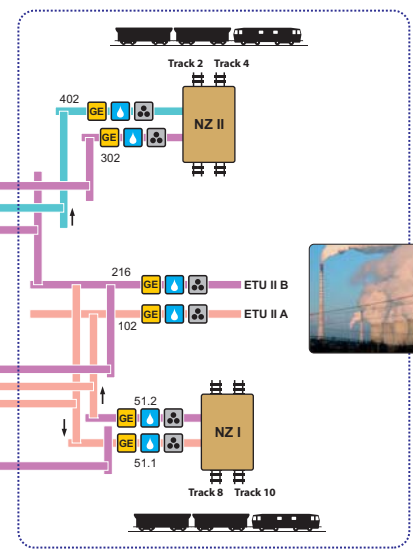 Track 2 Track 4
402
GE
NZ II
GE
302
216
GE ETU II B
GE ETU II A
102
51.2
GE
NZ I
GE
51.1
Track 8 Track 10